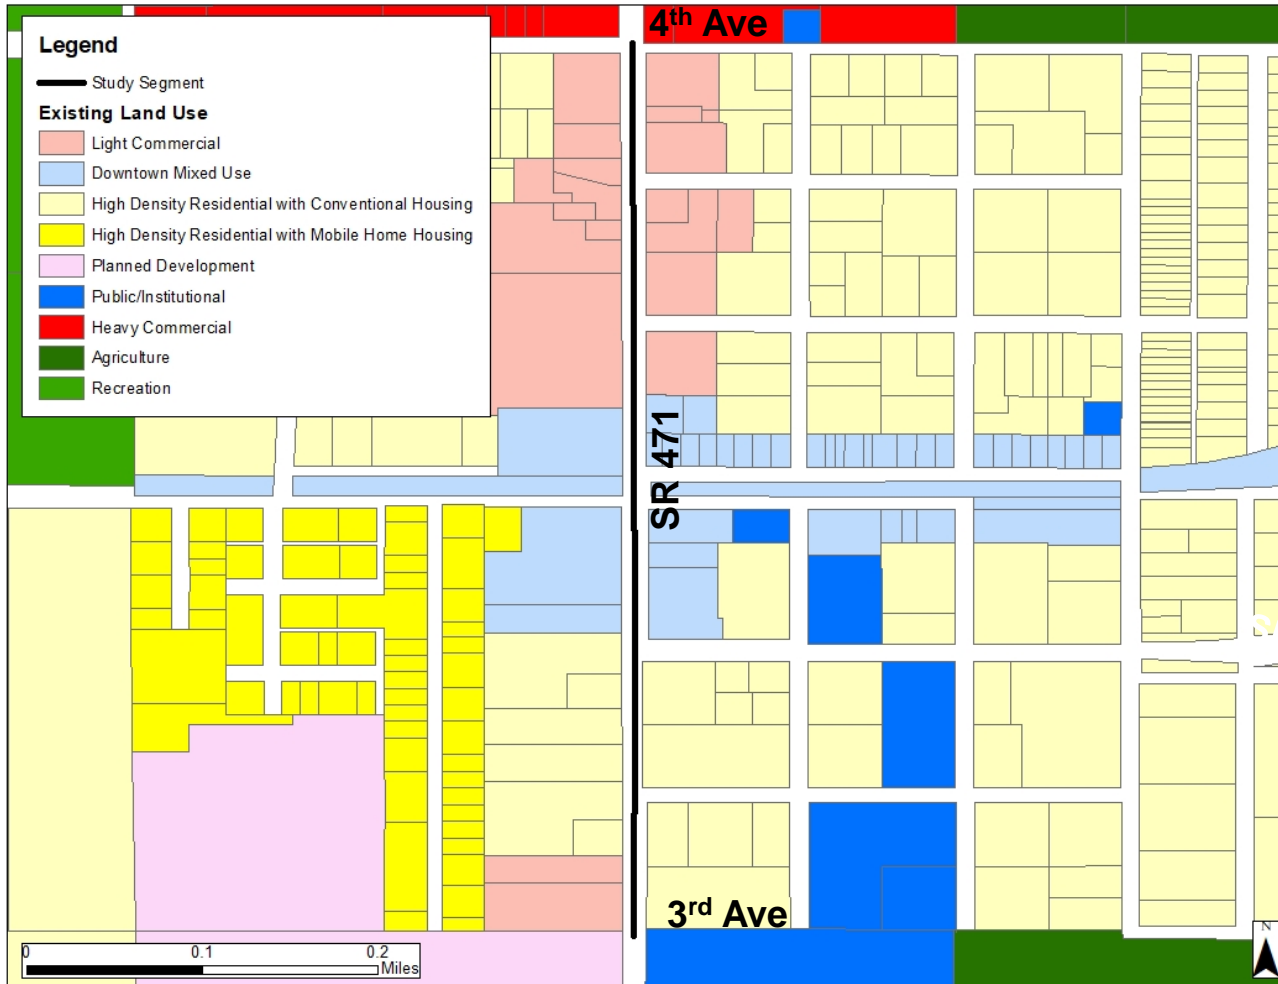 4th Ave
Legend
Study Segment
Existing Land Use
Light Commercial
Downtown Mixed Use
High Density Residential with Conventional Housing
High Density Residential with Mobile Home Housing
Planned Development
Public/Institutional
Heavy Commercial
Agriculture
Recreation
SR 471
3rd Ave
0 0.1 0.2
Miles
N